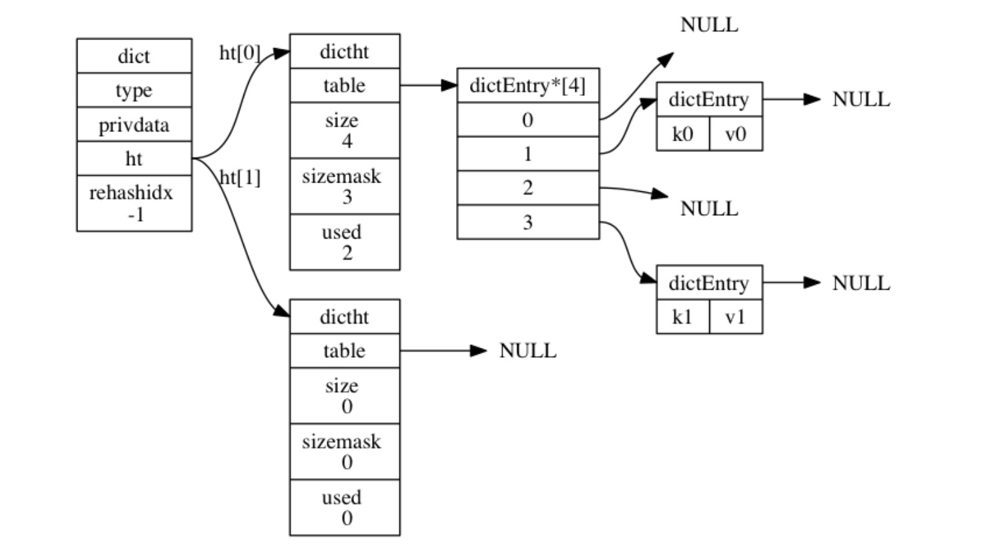 dict
type
privdata
ht
rehashidx
-1
ht[0]
ht[1]
dictht
table
size
4
sizemask
3
used
2
dictht
table
size
0
sizemask
0
used
0
NULL
dictEntry*[4]
0
1
2
3
NULL
dictEntry
k0 v0
NULL
NULL
dictEntry
k1 v1
NULL